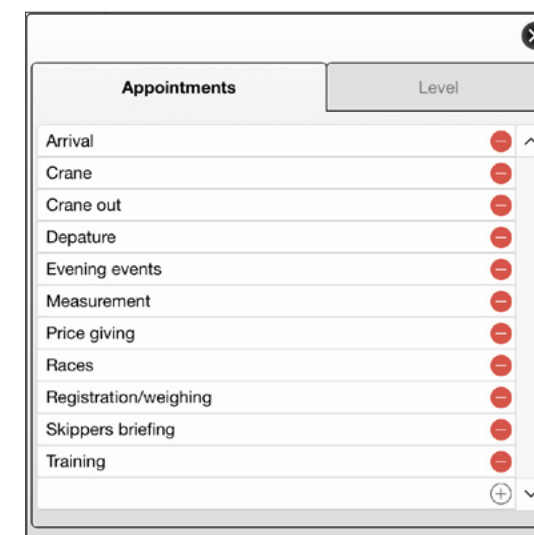 Appointments
Level
Arrival
Crane
Crane out
Depature
Evening events
Measurement
Price giving
Races
Registration/weighing
Skippers briefing
Training